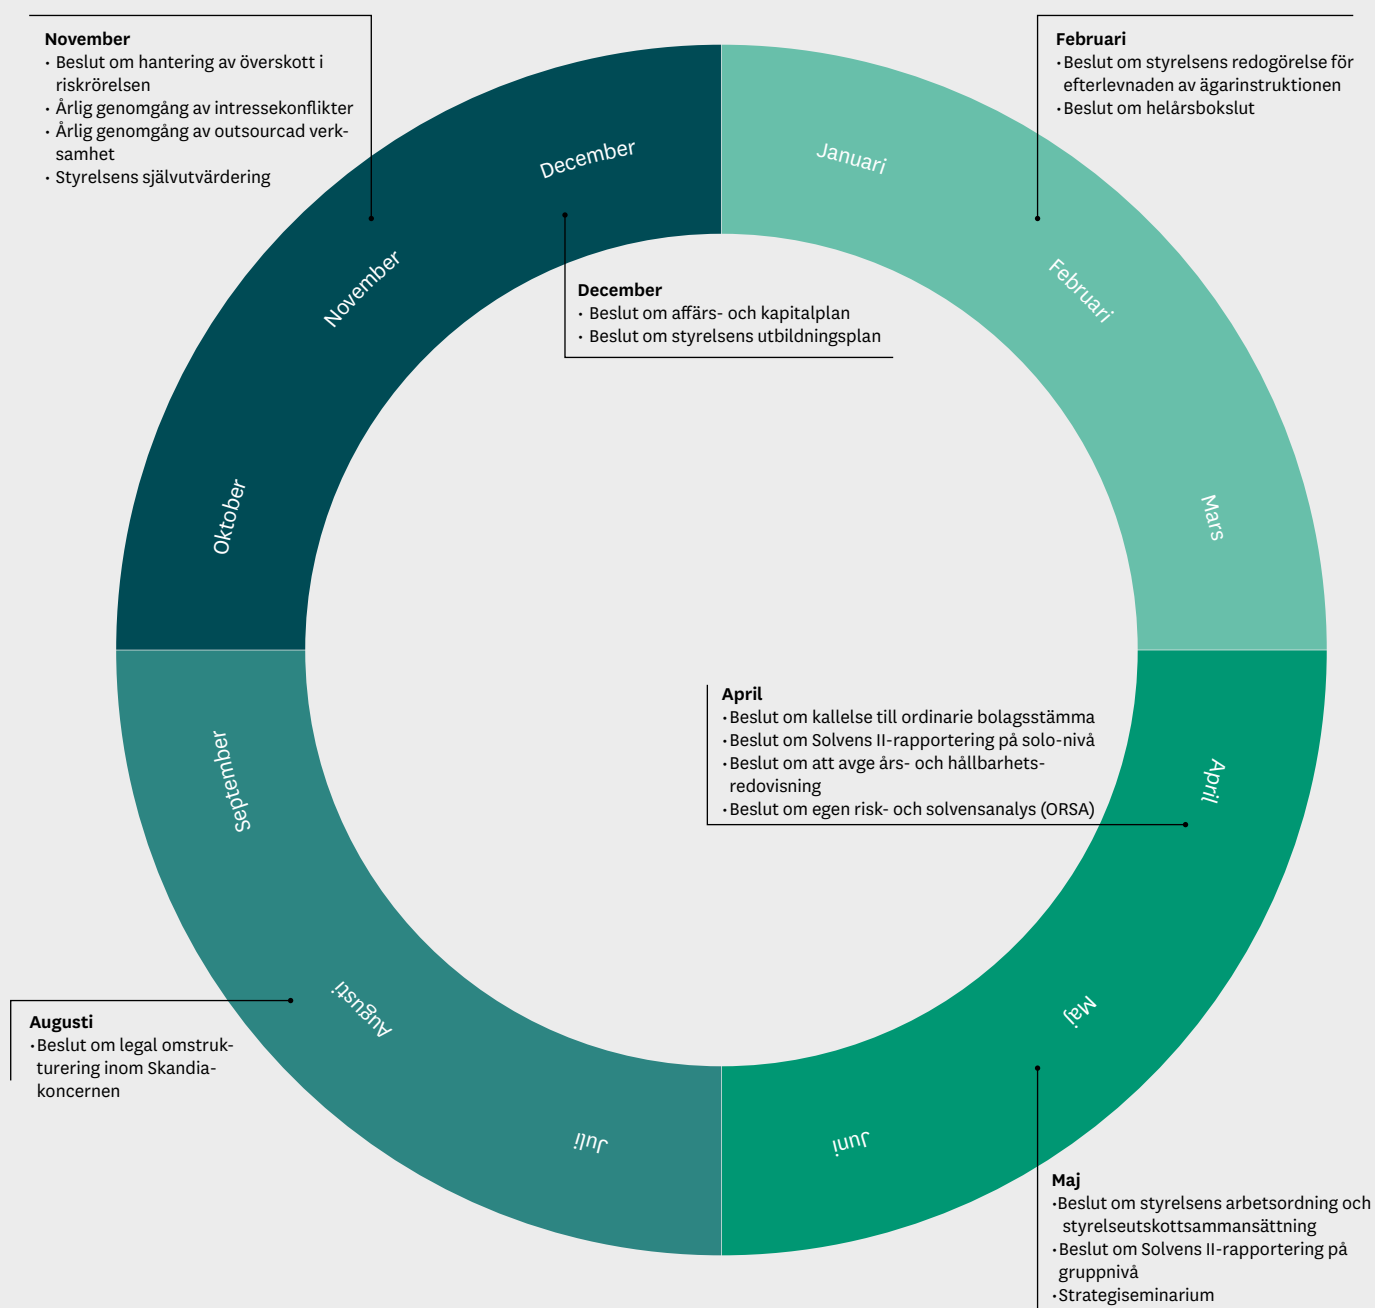 November
· Beslut om hantering av överskott i
riskrörelsen
· Årlig genomgång av intressekonflikter
· Årlig genomgång av outsourcad verk-
samhet
· Styrelsens självutvärdering
Februari
· Beslut om styrelsens redogörelse för
efterlevnaden av ägarinstruktionen
· Beslut om helårsbokslut
December
Januari
November
Februari
December
· Beslut om affärs- och kapitalplan
· Beslut om styrelsens utbildningsplan
Oktober
Mars
April
· Beslut om kallelse till ordinarie bolagsstämma
· Beslut om Solvens II-rapportering på solo-nivå
· Beslut om att avge års- och hållbarhets-
redovisning
· Beslut om egen risk- och solvensanalys (ORSA)
September
April
Augusti
Maj
Augusti
· Beslut om legal omstruk-
turering inom Skandia-
koncernen
Juli
Juni
Maj
· Beslut om styrelsens arbetsordning och
styrelseutskottsammansättning
· Beslut om Solvens II-rapportering på
gruppnivå
· Strategiseminarium